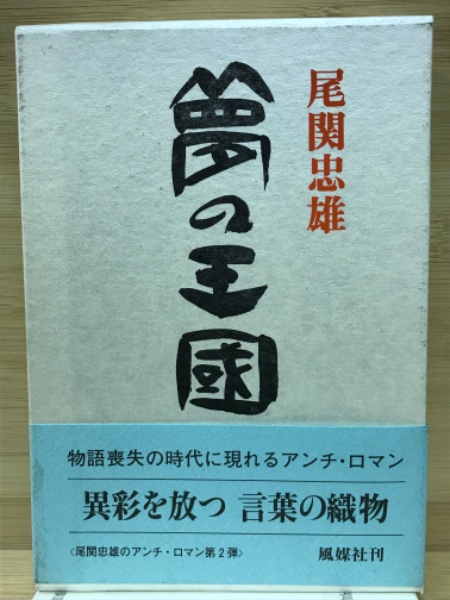 尾関忠雄
夢の王國
物語喪失の時代に現れるアンチ・ロマン
異彩を放つ 言葉の織物
〈尾関忠雄のアンチ・ロマン第2弾〉
風媒社刊